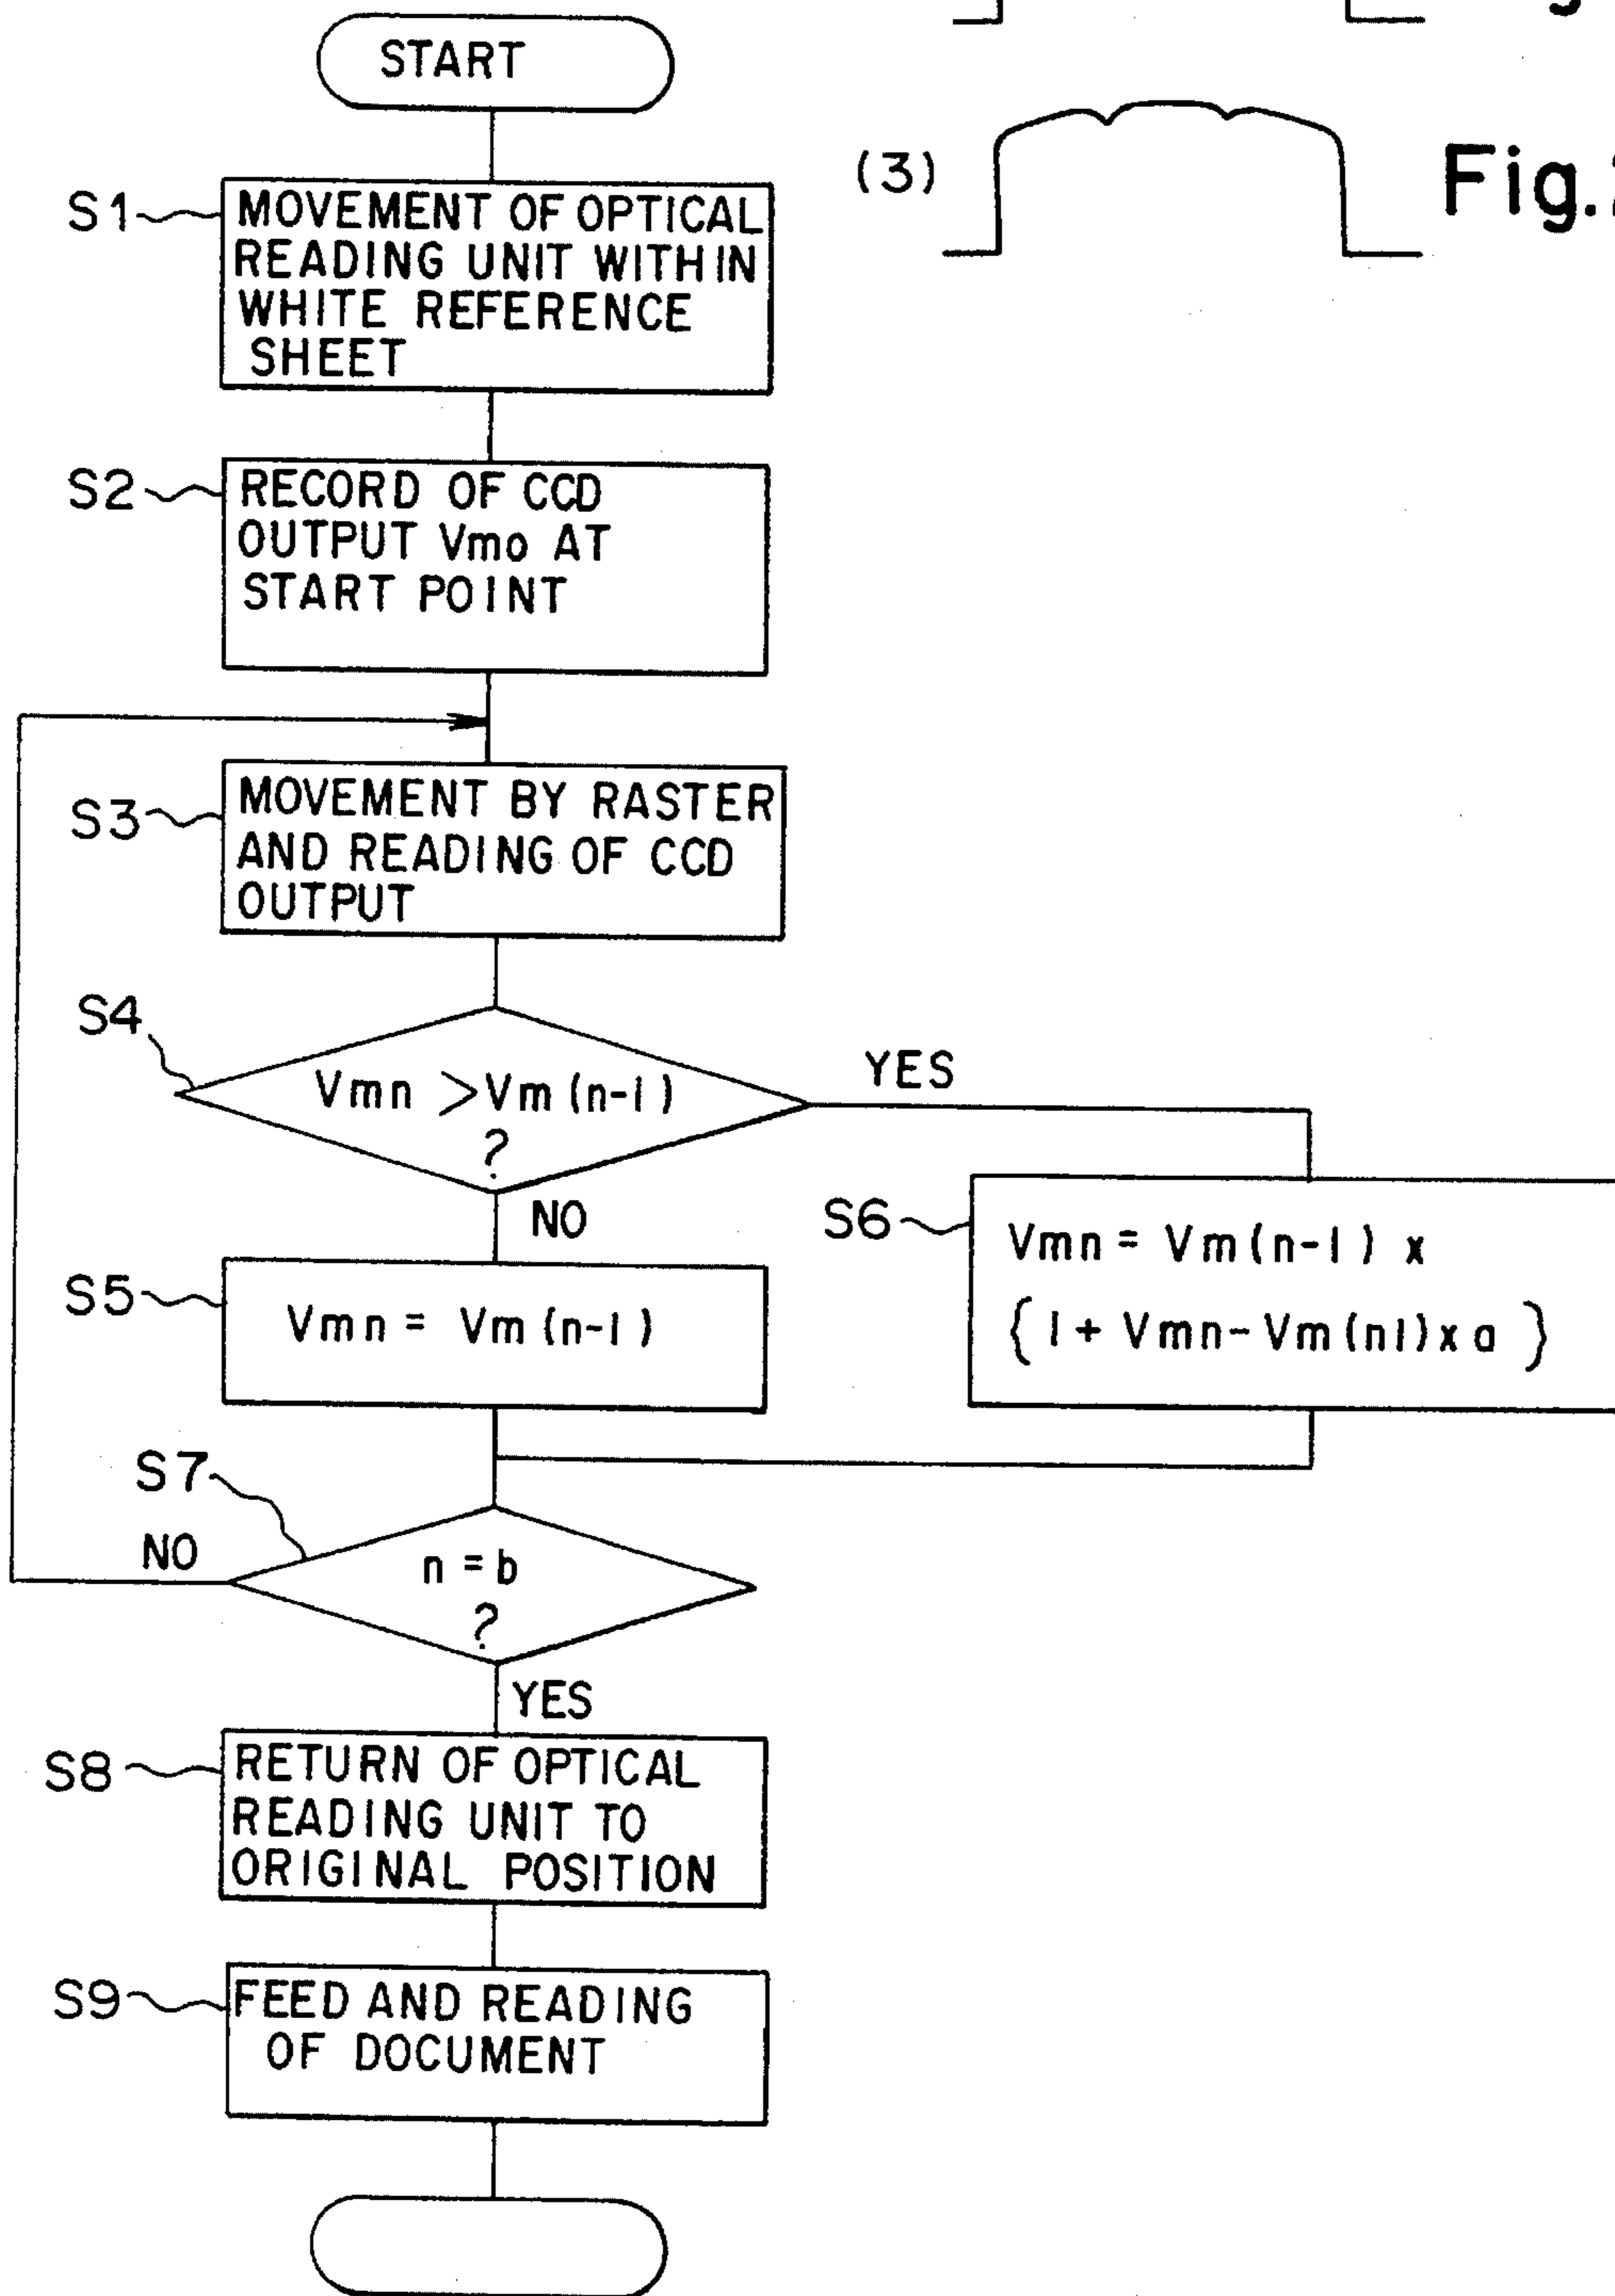 START
(3)
Fig.
S1
MOVEMENT OF OPTICAL
READING UNIT WITHIN
WHITE REFERENCE
SHEET
S2
RECORD OF CCD
OUTPUT Vmo AT
START POINT
S3
MOVEMENT BY RASTER
AND READING OF CCD
OUTPUT
S4
Vmn > Vm (n-1)
?
YES
NO
S5
Vmn = Vm (n-1)
S6
Vmn = Vm (n-1) x
{ 1 + Vmn - Vm (n1) x a }
S7
n = b
?
NO
YES
S8
RETURN OF OPTICAL
READING UNIT TO
ORIGINAL POSITION
S9
FEED AND READING
OF DOCUMENT